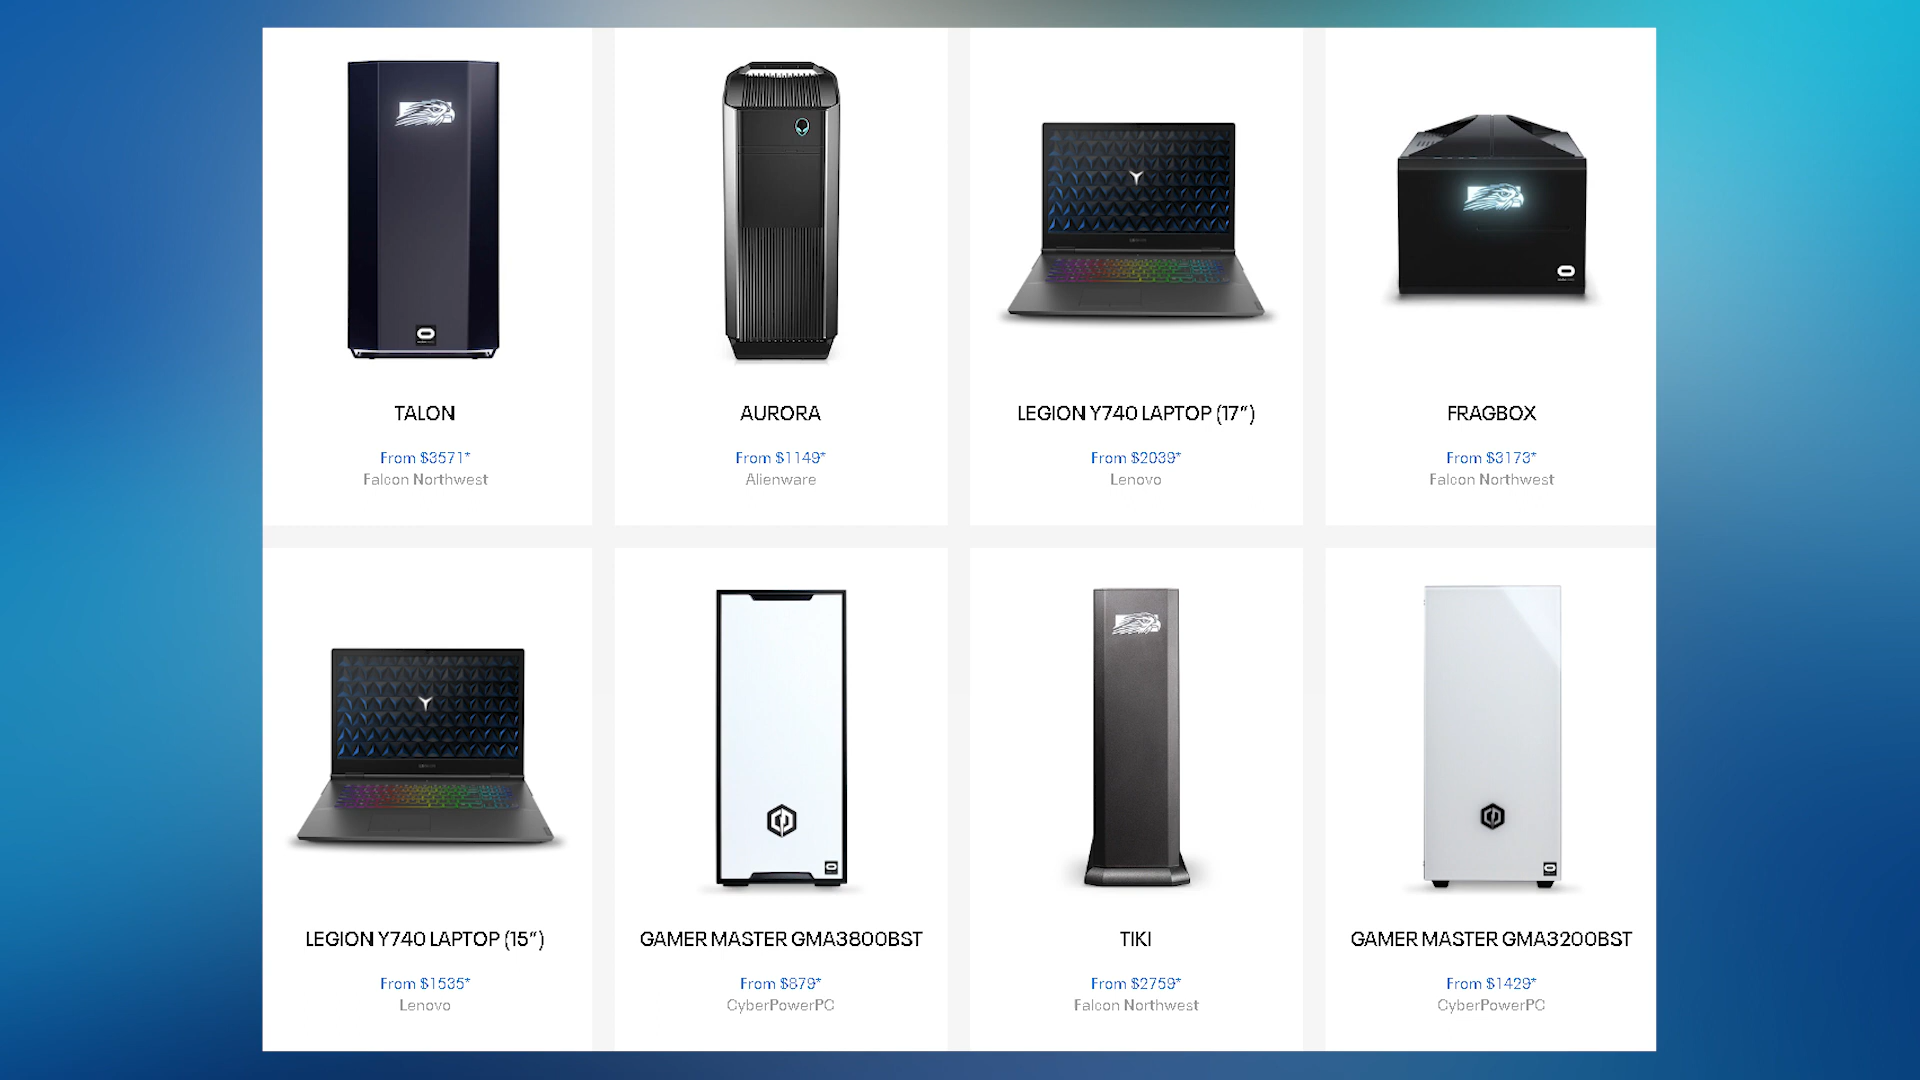 TALON
From $3571*
Falcon Northwest
AURORA
From $1149*
Alienware
LEGION Y740 LAPTOP (17”)
From $2039*
Lenovo
FRAGBOX
From $3173*
Falcon Northwest
LEGION Y740 LAPTOP (15”)
From $1535*
Lenovo
GAMER MASTER GMA3800BST
From $879*
CyberPowerPC
TIKI
From $2759*
Falcon Northwest
GAMER MASTER GMA3200BST
From $1429*
CyberPowerPC